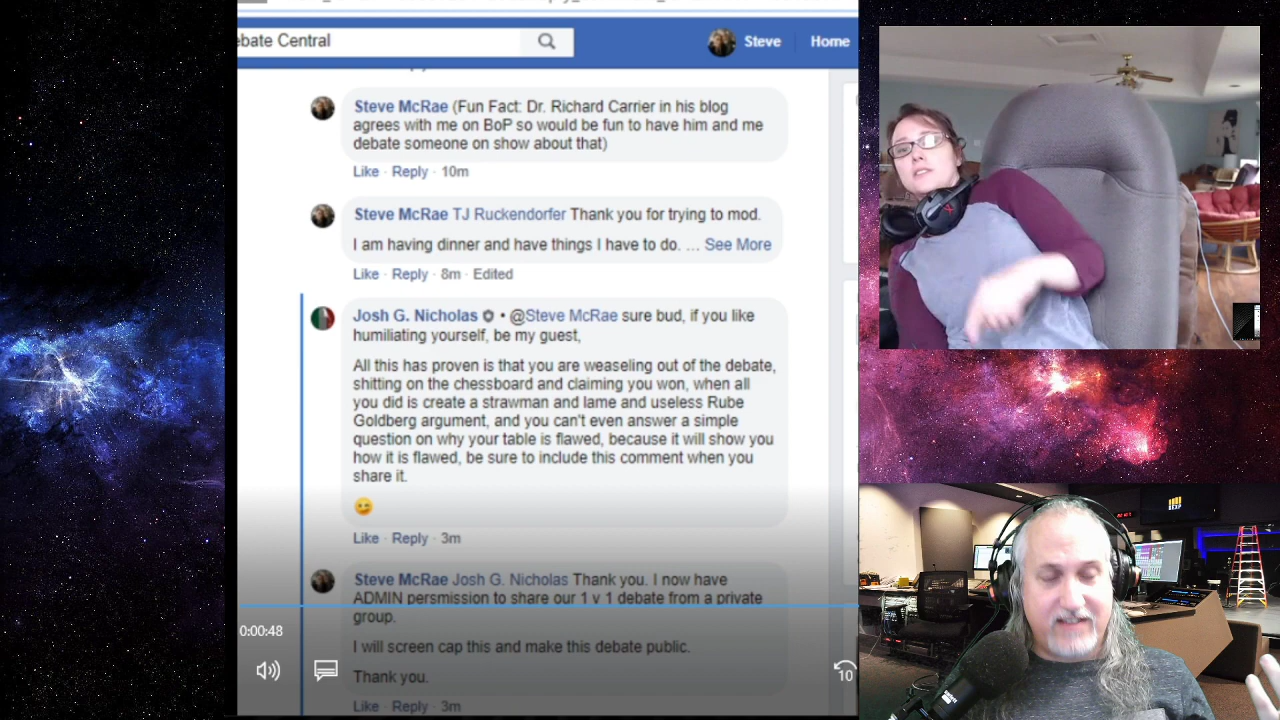 ebate Central
Steve
Home
Steve McRae (Fun Fact: Dr. Richard Carrier in his blog
agrees with me on BoP so would be fun to have him and me
debate someone on show about that)
Like · Reply · 10m
Steve McRae TJ Ruckendorfer Thank you for trying to mod.
I am having dinner and have things I have to do. ... See More
Like · Reply · 8m · Edited
Josh G. Nicholas • @Steve McRae sure bud, if you like
humiliating yourself, be my guest,
All this has proven is that you are weaseling out of the debate,
shitting on the chessboard and claiming you won, when all
you did is create a strawman and lame and useless Rube
Goldberg argument, and you can't even answer a simple
question on why your table is flawed, because it will show you
how it is flawed, be sure to include this comment when you
share it.
Like · Reply · 3m
Steve McRae Josh G. Nicholas Thank you. I now have
ADMIN persmission to share our 1 v 1 debate from a private
group.
0:00:48
I will screen cap this and make this debate public.
10
Thank you.
Like · Reply · 3m